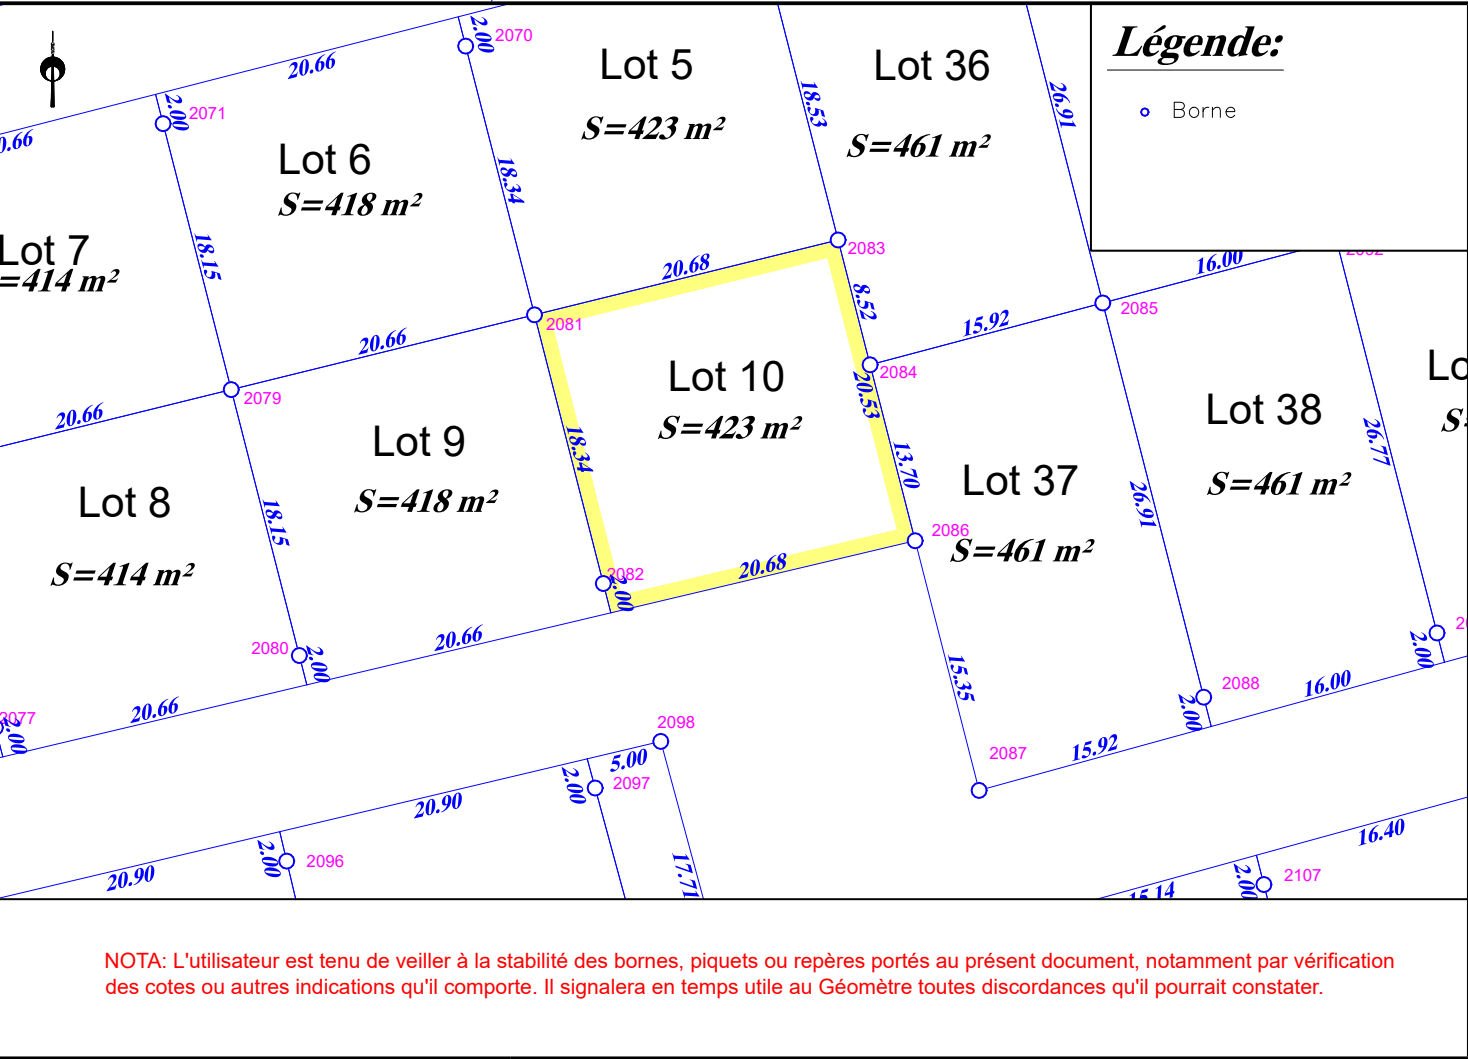 Légende:
Borne
2.00
2070
20.66
Lot 5
S=423 m²
18.53
Lot 36
S=461 m²
26.91
2.00
2071
Lot 6
S=418 m²
18.34
18.15
Lot 7
=414 m²
2083
20.68
8.52
16.00
2085
15.92
2081
20.66
2084
20.53
Lot 10
S=423 m²
2079
20.66
Lot 9
S=418 m²
18.34
13.70
Lot 38
S=461 m²
26.77
Lot 8
S=414 m²
18.15
Lot 37
S=461 m²
26.91
2086
2082
2.00
20.68
20.66
2080
2.00
20.66
2077
2.00
15.35
2088
2.00
16.00
2.00
15.92
2087
2098
5.00
2.00
2097
20.90
2.00
2096
20.90
17.71
16.40
2.00
2107
15.14
NOTA: L'utilisateur est tenu de veiller à la stabilité des bornes, piquets ou repères portés au présent document, notamment par vérification
des cotes ou autres indications qu'il comporte. Il signalera en temps utile au Géomètre toutes discordances qu'il pourrait constater.